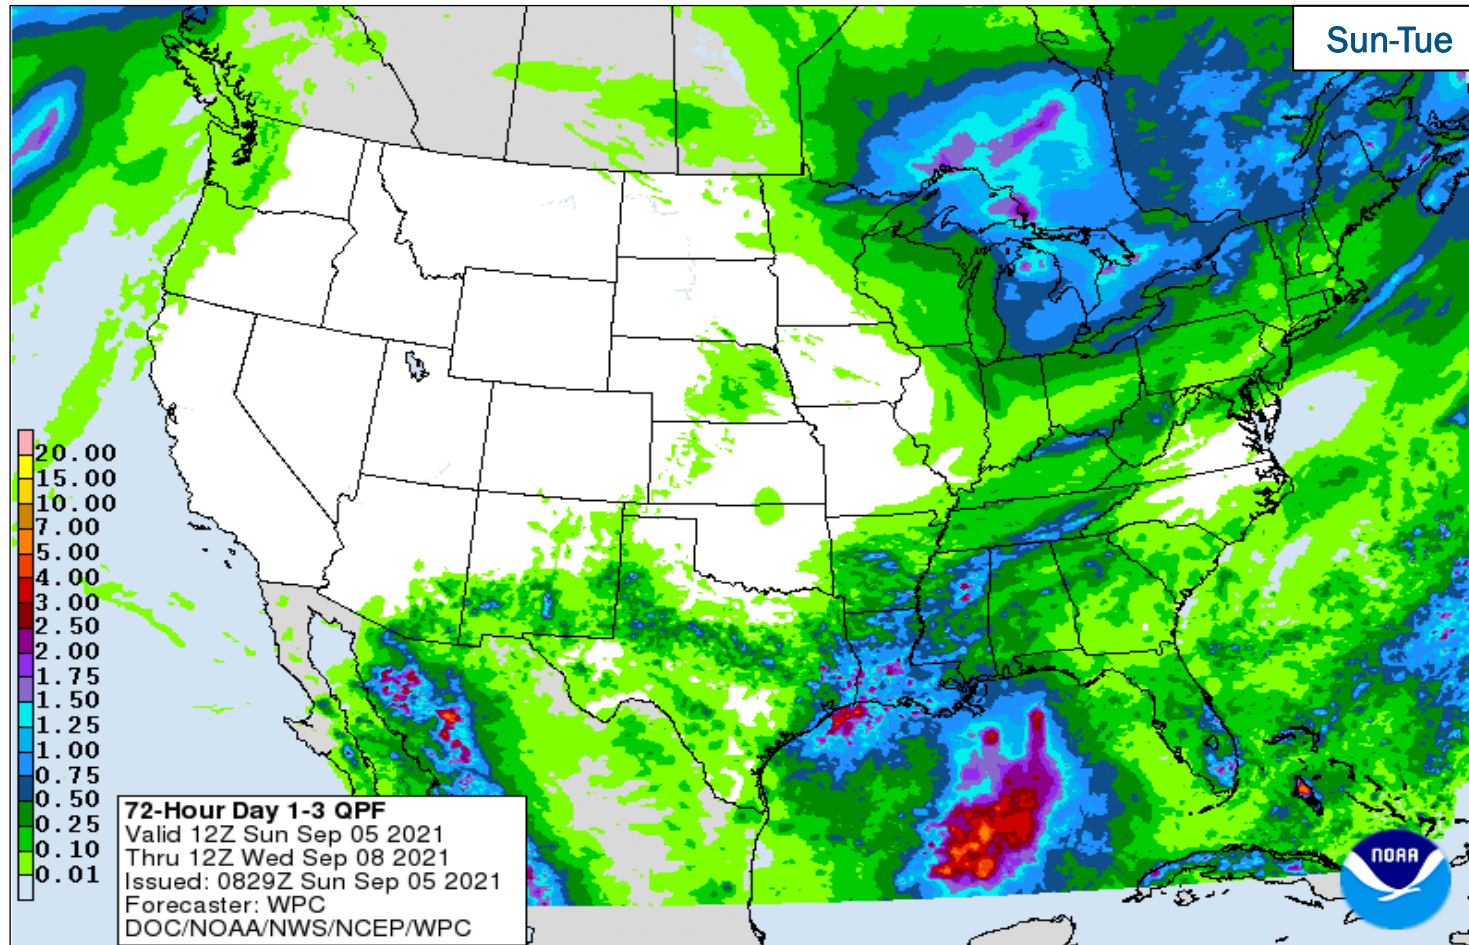 Sun-Tue
20.00
15.00
10.00
7.00
5.00
4.00
3.00
2.50
2.00
1.75
1.50
1.25
1.00
0.75
0.50
0.25
0.10
0.01
72-Hour Day 1-3 QPF
Valid 12Z Sun Sep 05 2021
Thru 12Z Wed Sep 08 2021
Issued: 0829Z Sun Sep 05 2021
Forecaster: WPC
DOC/NOAA/NWS/NCEP/WPC
NOAA